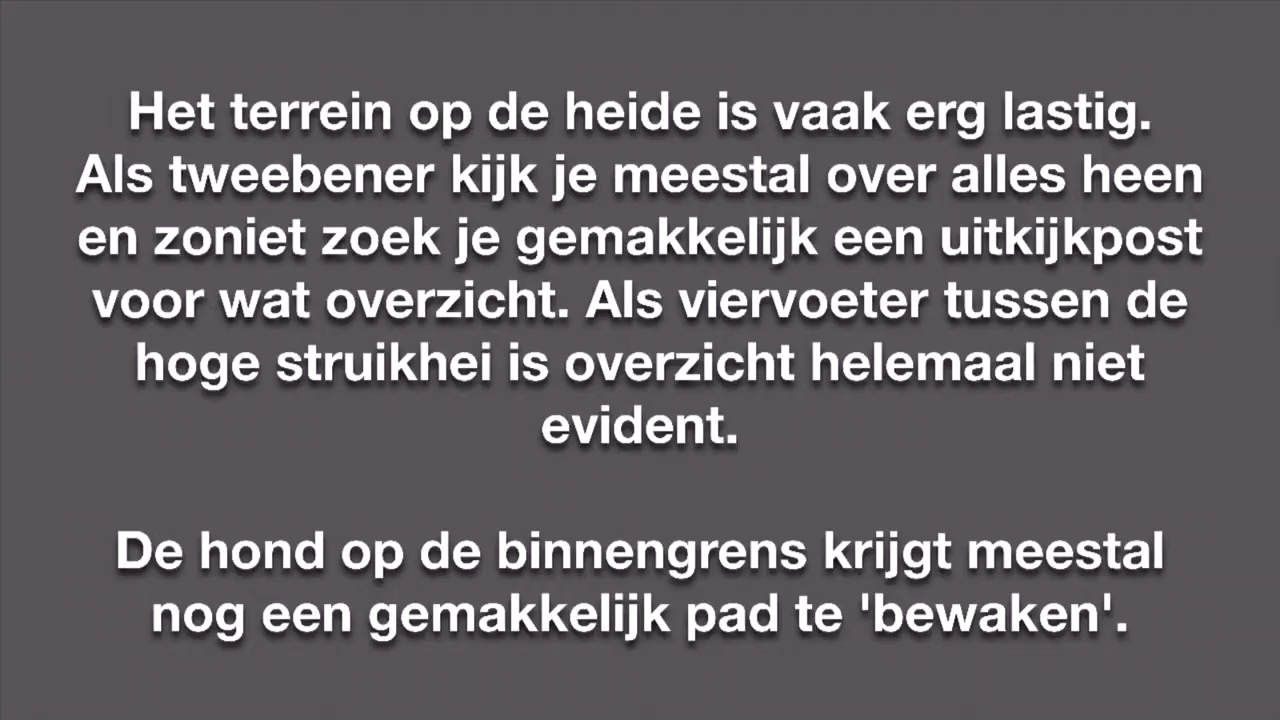 Het terrein op de heide is vaak erg lastig.
Als tweebener kijk je meestal over alles heen
en zoniet zoek je gemakkelijk een uitkijkpost
voor wat overzicht. Als viervoeter tussen de
hoge struikhei is overzicht helemaal niet
evident.
De hond op de binnengrens krijgt meestal
nog een gemakkelijk pad te 'bewaken'.